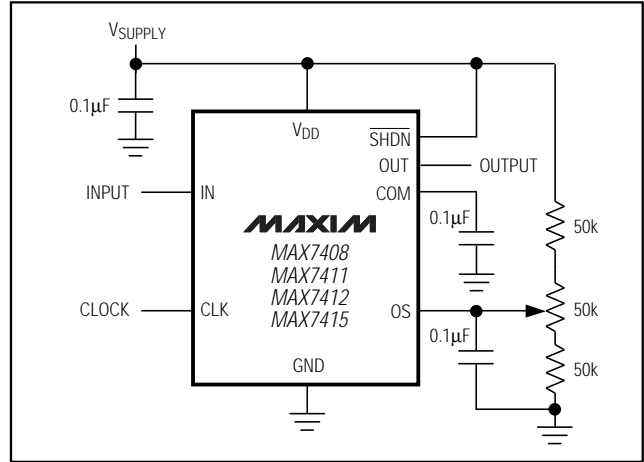 VSUPPLY
0.1μF
VDD
SHDN
OUT
OUTPUT
INPUT
IN
COM
MAXIM
0.1μF
50k
MAX7408
MAX7411
MAX7412
MAX7415
CLOCK
CLK
OS
50k
0.1μF
GND
50k